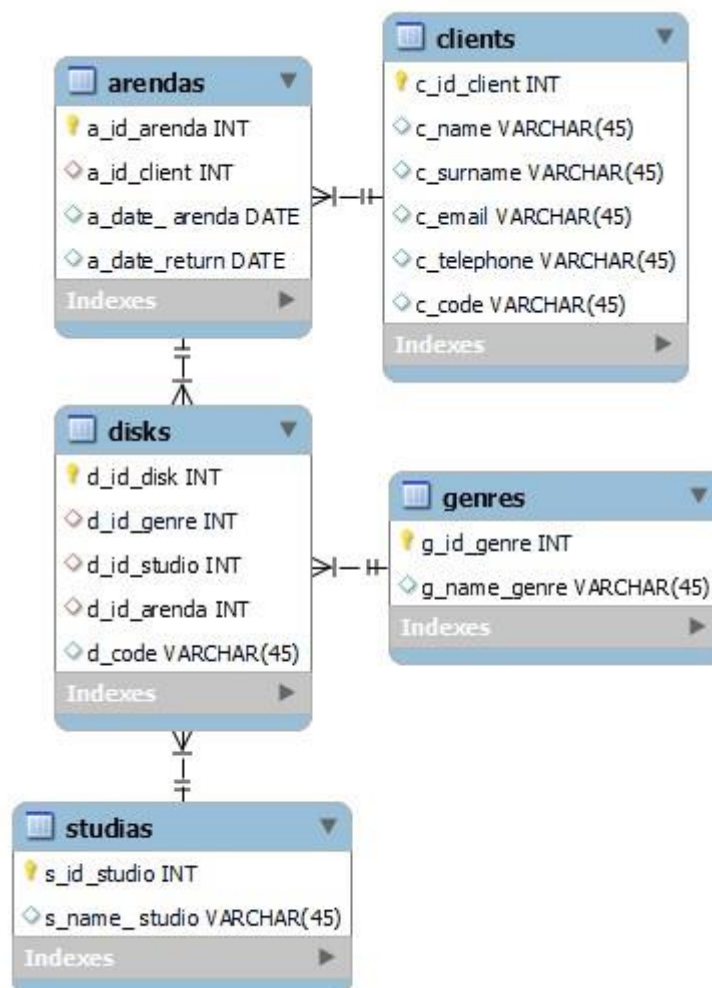 arendas
a_id_arenda INT
a_id_client INT
a_date_ arenda DATE
a_date_return DATE
Indexes
clients
c_id_client INT
c_name VARCHAR(45)
c_surname VARCHAR(45)
c_email VARCHAR(45)
c_telephone VARCHAR(45)
c_code VARCHAR(45)
Indexes
disks
d_id_disk INT
d_id_genre INT
d_id_studio INT
d_id_arenda INT
d_code VARCHAR(45)
Indexes
genres
g_id_genre INT
g_name_genre VARCHAR(45)
Indexes
studias
s_id_studio INT
s_name_ studio VARCHAR(45)
Indexes